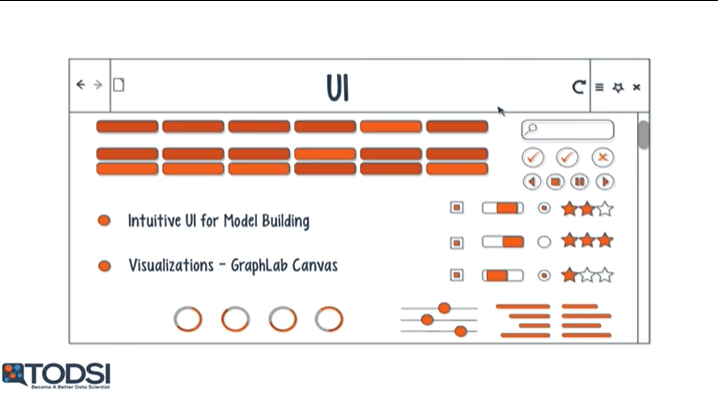 UI
Intuitive UI for Model Building
Visualizations – GraphLab Canvas
TODSI
Become A Better Data Scientist